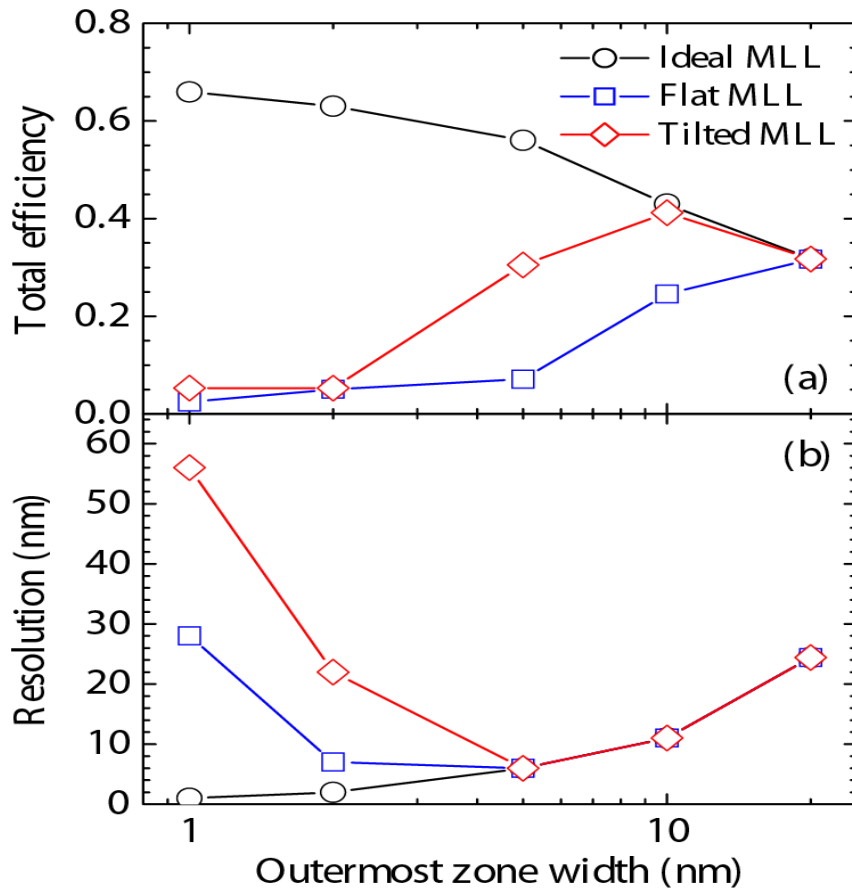 Total efficiency
0.8
0.6
0.4
0.2
0.0
Ideal MLL
Flat MLL
Tilted MLL
(a)
Resolution (nm)
60
50
40
30
20
10
0
(b)
1
10
Outermost zone width (nm)